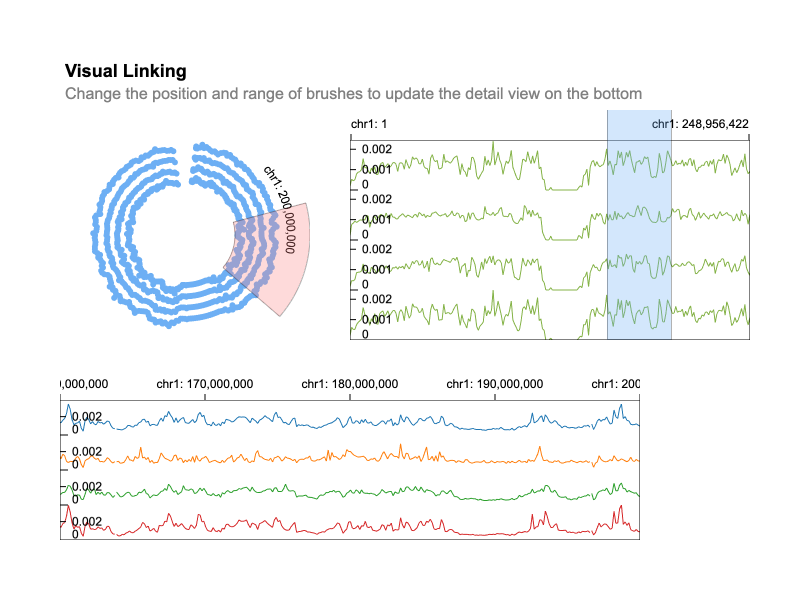 Visual Linking
Change the position and range of brushes to update the detail view on the bottom
chr1: 1
chr1: 248,956,422
chr1: 200,000,000
0.002
0.001
0
0.002
0.001
0
0.002
0.001
0
0.002
0.001
0
0,000,000
chr1: 170,000,000
chr1: 180,000,000
chr1: 190,000,000
chr1: 200
0.002
0
0.002
0
0.002
0
0.002
0